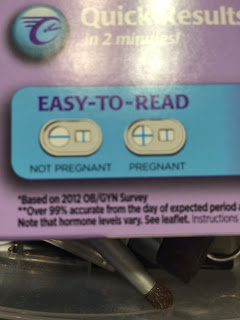 Quick Results
in 2 minutes!
EASY-TO-READ
NOT PREGNANT PREGNANT
*Based on 2012 OB/GYN Survey
**Over 99% accurate from the day of expected period a
Note that hormone levels vary. See leaflet. Instructions